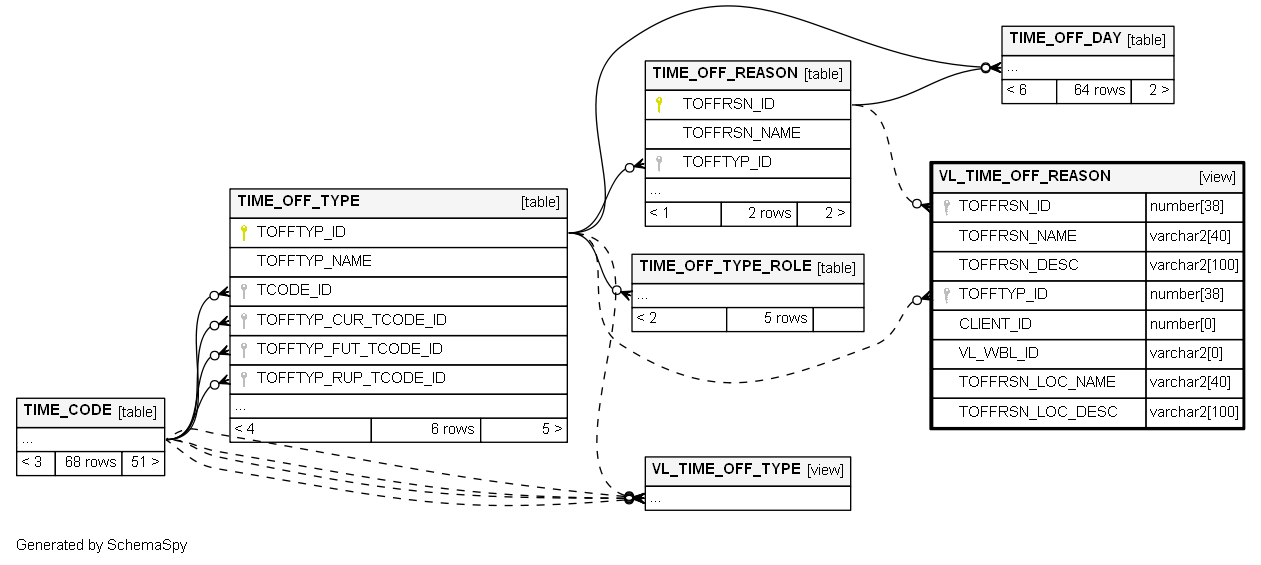 TIME_OFF_DAY [table]
...
< 6 64 rows 2 >
TIME_OFF_REASON [table]
TOFFRSN_ID
TOFFRSN_NAME
TOFFTYP_ID
...
< 1 2 rows 2 >
VL_TIME_OFF_REASON [view]
TOFFRSN_ID number[38]
TOFFRSN_NAME varchar2[40]
TOFFRSN_DESC varchar2[100]
TOFFTYP_ID number[38]
CLIENT_ID number[0]
VL_WBL_ID varchar2[0]
TOFFRSN_LOC_NAME varchar2[40]
TOFFRSN_LOC_DESC varchar2[100]
TIME_OFF_TYPE [table]
TOFFTYP_ID
TOFFTYP_NAME
TCODE_ID
TOFFTYP_CUR_TCODE_ID
TOFFTYP_FUT_TCODE_ID
TOFFTYP_RUP_TCODE_ID
...
< 4 6 rows 5 >
TIME_OFF_TYPE_ROLE [table]
...
< 2 5 rows
TIME_CODE [table]
...
< 3 68 rows 51 >
VL_TIME_OFF_TYPE [view]
...
Generated by SchemaSpy